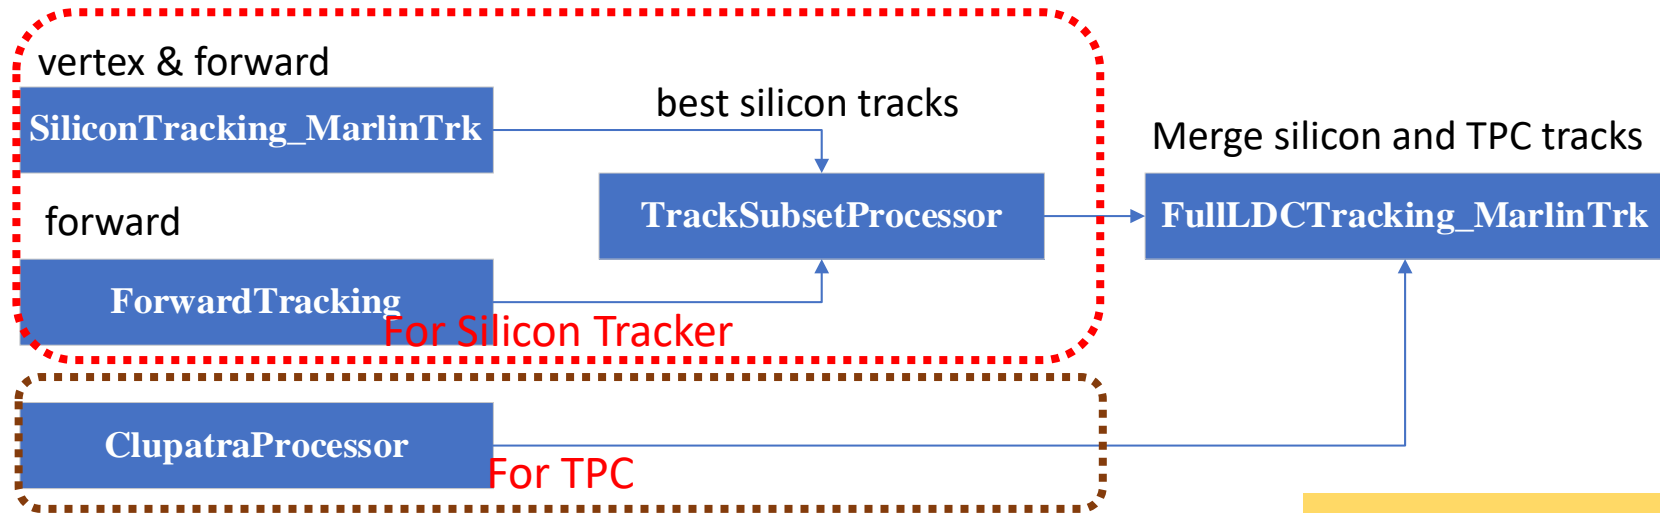 vertex & forward
SiliconTracking_MarlinTrk
best silicon tracks
Merge silicon and TPC tracks
TrackSubsetProcessor
FullLDCTracking_MarlinTrk
forward
ForwardTracking
For Silicon Tracker
ClupatraProcessor
For TPC